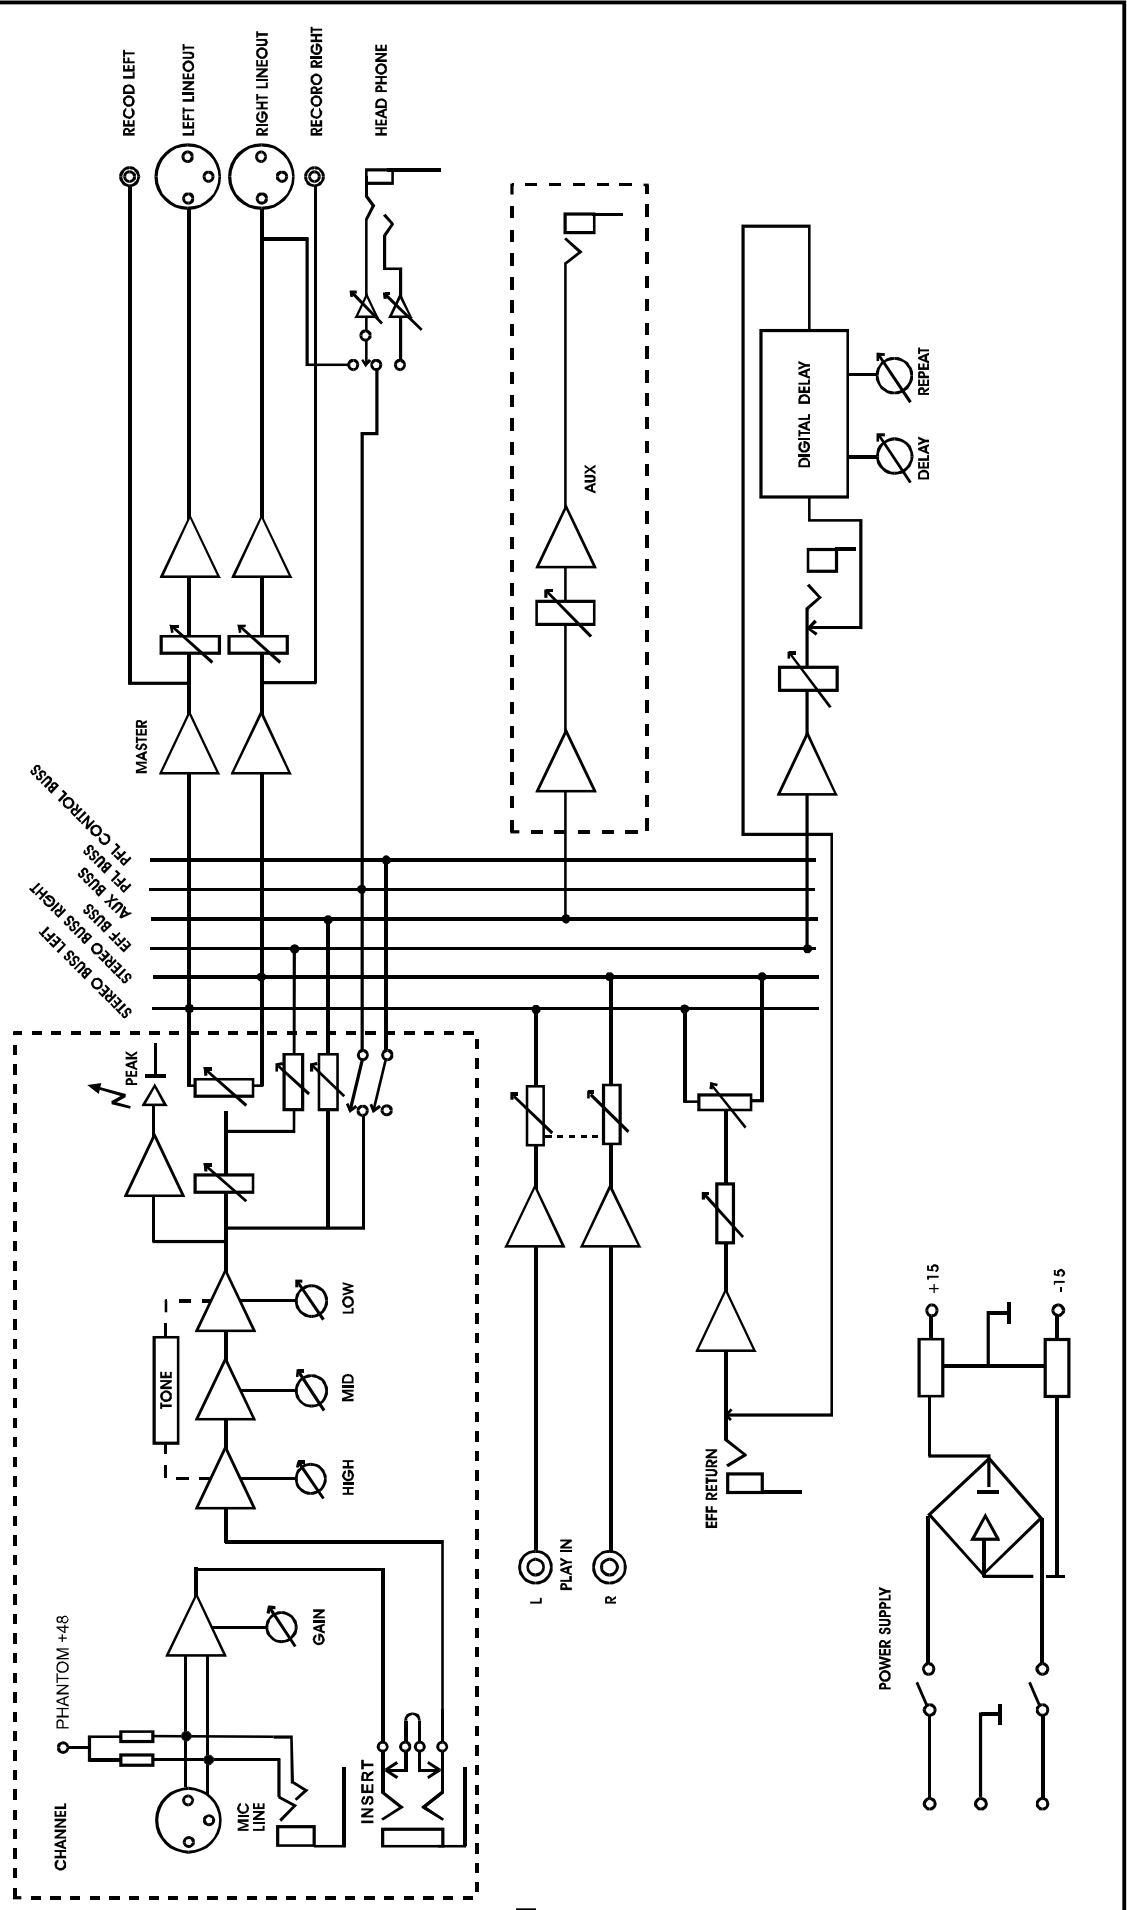 RECOD LEFT
LEFT LINEOUT
RIGHT LINEOUT
RECORO RIGHT
HEAD PHONE
AUX
DIGITAL DELAY
REPEAT
DELAY
MASTER
PFL CONTROL BUSS
PFL BUSS
AUX BUSS
EFF BUSS
STEREO BUSS RIGHT
STEREO BUSS LEFT
PEAK
TONE
LOW
MID
HIGH
GAIN
PHANTOM +48
CHANNEL
MIC
LINE
INSERT
L
PLAY IN
R
EFF RETURN
POWER SUPPLY
+15
-15